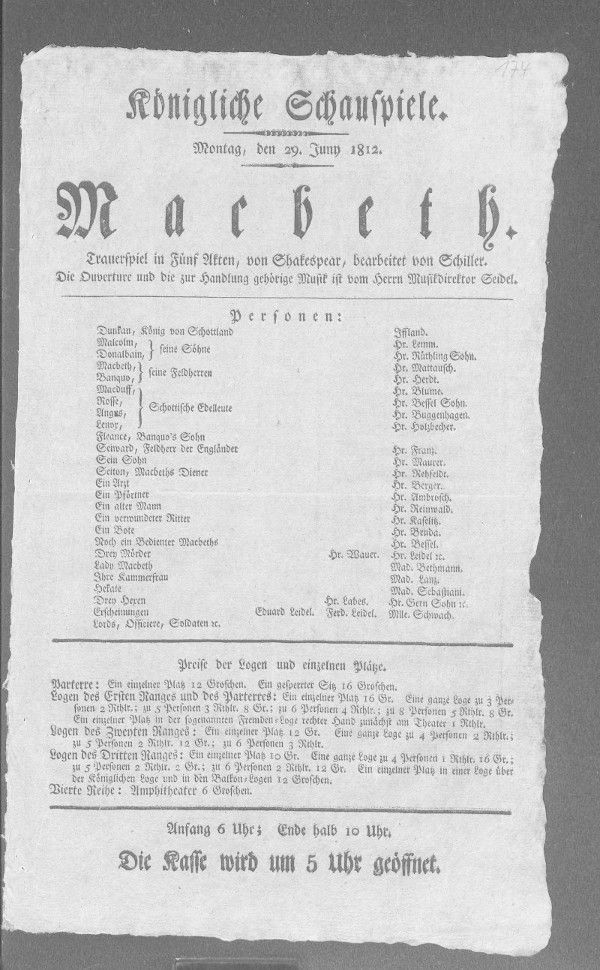 174
Königliche Schauspiele.
Montag, den 29. Juny 1812.
Macbeth.
Trauerspiel in Fünf Akten, von Shakespear, bearbeitet von Schiller.
Die Ouverture und die zur Handlung gehörige Musik ist vom Herrn Musikdirektor Seidel.
Personen:
Dunkan, König von Schottland Iffland.
Malcolm, Hr. Lemm.
Donalbain, } seine Söhne Hr. Rüthling Sohn.
Macbeth, Hr. Mattausch.
Banquo, } seine Feldherren Hr. Herdt.
Macduff, Hr. Blume.
Rosse, Hr. Bessel Sohn.
Angus, } Schottische Edelleute Hr. Buggenhagen.
Lenox, Hr. Holzbecher.
Fleance, Banquo's Sohn
Seiward, Feldherr der Engländer Hr. Franz.
Sein Sohn Hr. Maurer.
Seiton, Macbeths Diener Hr. Rehfeldt.
Ein Arzt Hr. Berger.
Ein Pförtner Hr. Ambrosch.
Ein alter Mann Hr. Reinwald.
Ein verwundeter Ritter Hr. Kaselitz.
Ein Bote Hr. Benda.
Noch ein Bedienter Macbeths Hr. Bessel.
Drey Mörder Hr. Wauer. Hr. Leidel ꝛc.
Lady Macbeth Mad. Bethmann.
Ihre Kammerfrau Mad. Lanz.
Hekate Mad. Sebastiani.
Drey Hexen Hr. Labes. Hr. Gern Sohn ꝛc.
Erscheinungen Eduard Leidel. Ferd. Leidel. Mlle. Schwach.
Lords, Officiere, Soldaten ꝛc.
Preise der Logen und einzelnen Plätze.
Parterre: Ein einzelner Platz 12 Groschen. Ein gesperrter Sitz 16 Groschen.
Logen des Ersten Ranges und des Parterres: Ein einzelner Platz 16 Gr. Eine ganze Loge zu 3 Per-
sonen 2 Rthlr.; zu 5 Personen 3 Rthlr. 8 Gr.; zu 6 Personen 4 Rthlr.; zu 8 Personen 5 Rthlr. 8 Gr.
Ein einzelner Platz in der sogenannten Fremden-Loge rechter Hand zunächst am Theater 1 Rthlr.
Logen des Zweyten Ranges: Ein einzelner Platz 12 Gr. Eine ganze Loge zu 4 Personen 2 Rthlr.;
zu 5 Personen 2 Rthlr. 12 Gr.; zu 6 Personen 3 Rthlr.
Logen des Dritten Ranges: Ein einzelner Platz 10 Gr. Eine ganze Loge zu 4 Personen 1 Rthlr. 16 Gr.;
zu 5 Personen 2 Rthlr. 2 Gr.; zu 6 Personen 2 Rthlr. 12 Gr. Ein einzelner Platz in einer Loge über
der Königlichen Loge und in den Balkon-Logen 12 Groschen.
Vierte Reihe: Amphitheater 6 Groschen.
Anfang 6 Uhr; Ende halb 10 Uhr.
Die Kasse wird um 5 Uhr geöffnet.